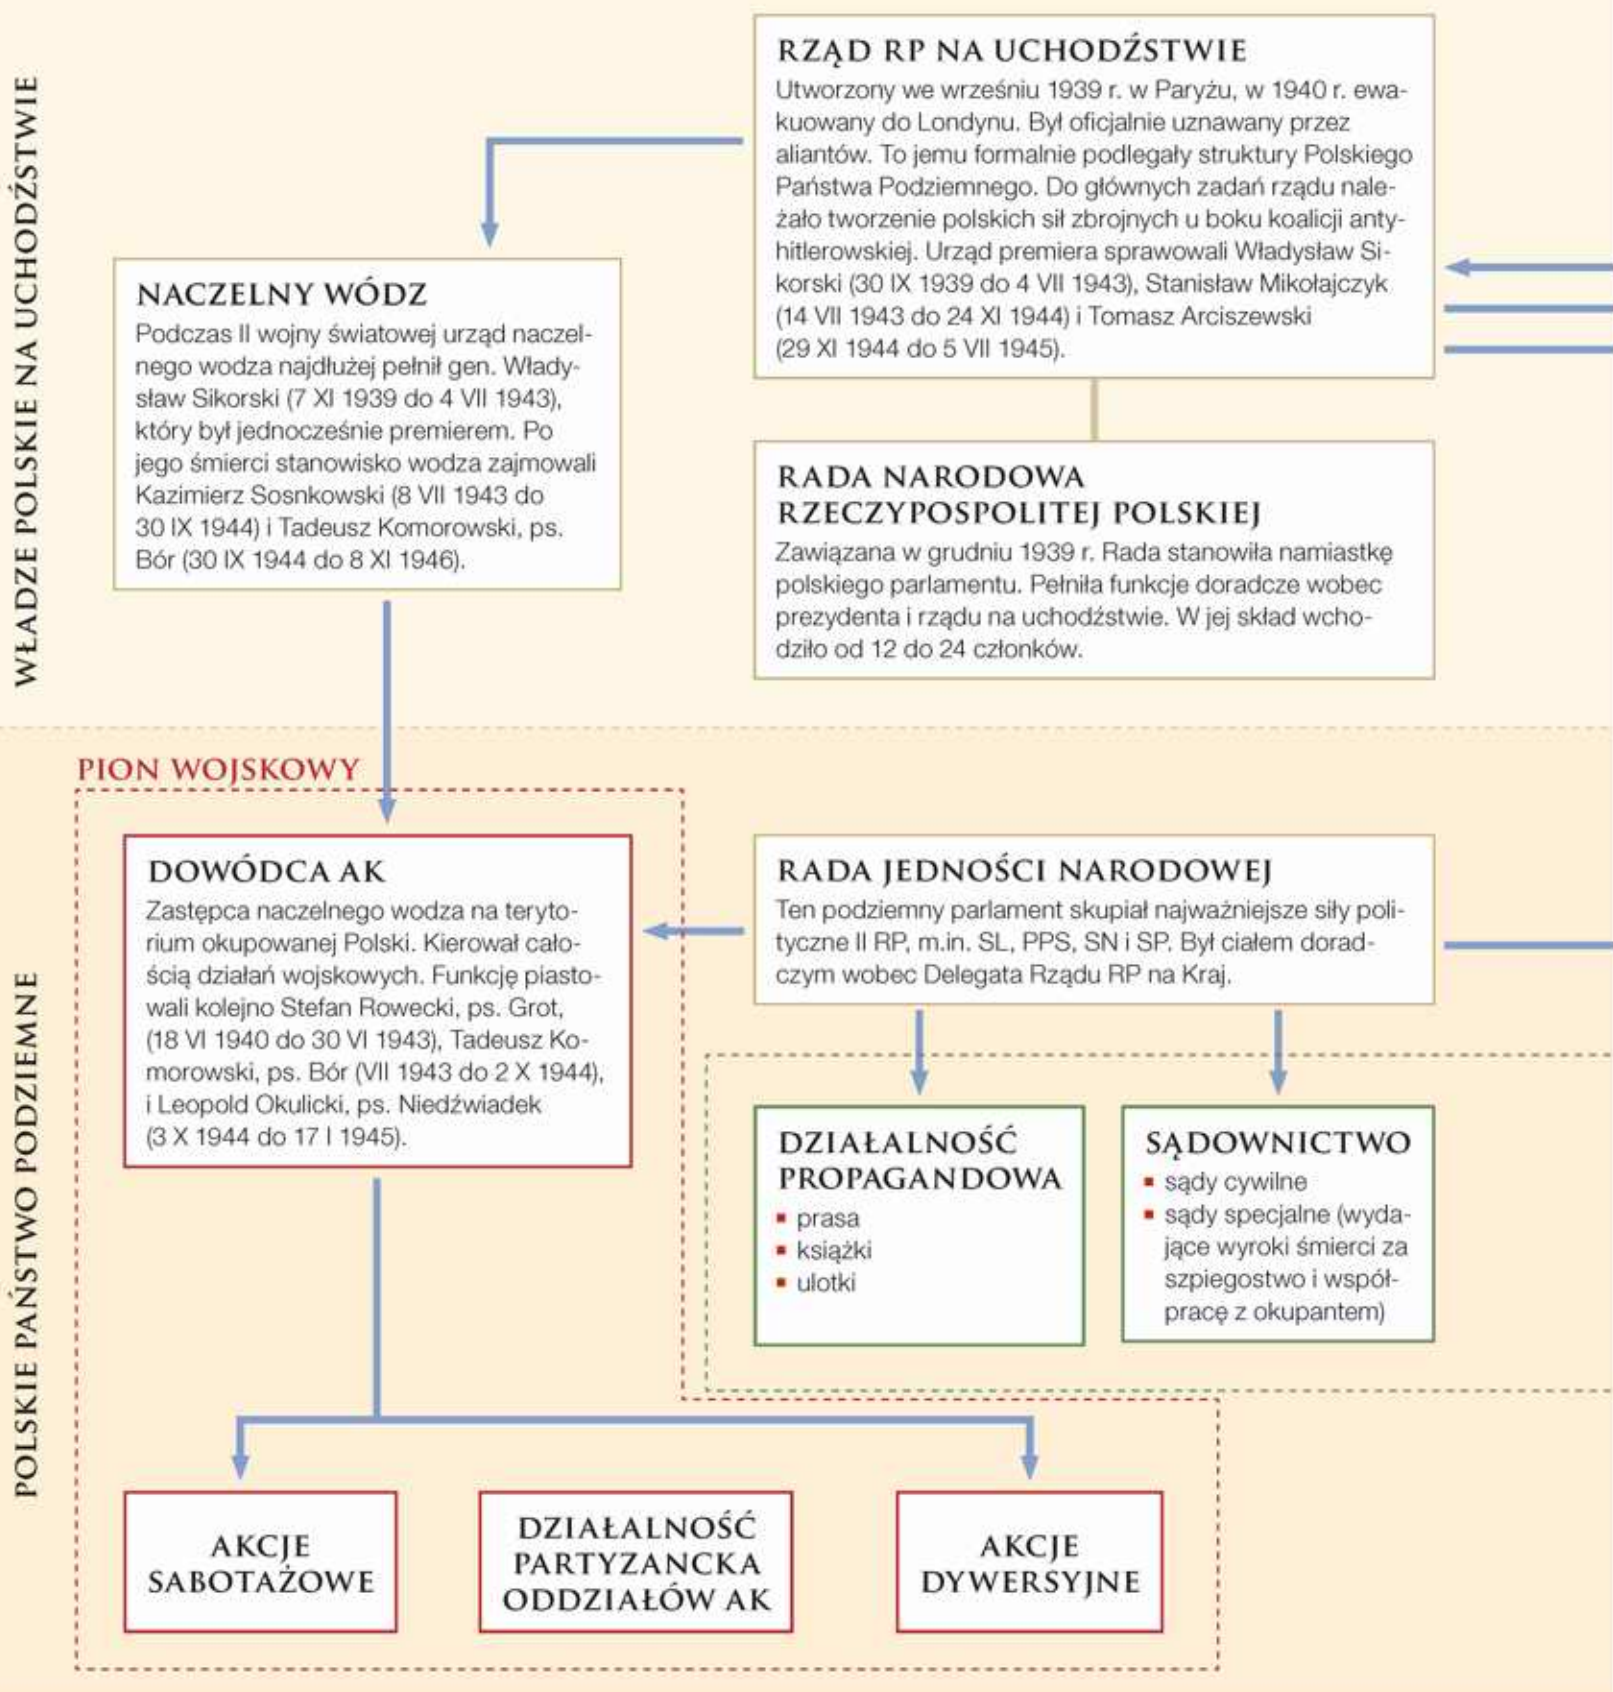 WŁADZE POLSKIE NA UCHODŹSTWIE
RZĄD RP NA UCHODŹSTWIE
Utworzony we wrześniu 1939 r. w Paryżu, w 1940 r. ewa-
kuowany do Londynu. Był oficjalnie uznawany przez
aliantów. To jemu formalnie podlegały struktury Polskiego
Państwa Podziemnego. Do głównych zadań rządu nale-
żało tworzenie polskich sił zbrojnych u boku koalicji anty-
hitlerowskiej. Urząd premiera sprawowali Władysław Si-
korski (30 IX 1939 do 4 VII 1943), Stanisław Mikołajczyk
(14 VII 1943 do 24 XI 1944) i Tomasz Arciszewski
(29 XI 1944 do 5 VII 1945).
NACZELNY WÓDZ
Podczas II wojny światowej urząd naczel-
nego wodza najdłużej pełnił gen. Włady-
sław Sikorski (7 XI 1939 do 4 VII 1943),
który był jednocześnie premierem. Po
jego śmierci stanowisko wodza zajmowali
Kazimierz Sosnkowski (8 VII 1943 do
30 IX 1944) i Tadeusz Komorowski, ps.
Bór (30 IX 1944 do 8 XI 1946).
RADA NARODOWA
RZECZYPOSPOLITEJ POLSKIEJ
Zawiązana w grudniu 1939 r. Rada stanowiła namiastkę
polskiego parlamentu. Pełniła funkcje doradcze wobec
prezydenta i rządu na uchodźstwie. W jej skład wcho-
dziło od 12 do 24 członków.
POLSKIE PAŃSTWO PODZIEMNE
PION WOJSKOWY
DOWÓDCA AK
Zastępca naczelnego wodza na teryto-
rium okupowanej Polski. Kierował cało-
ścią działań wojskowych. Funkcję piasto-
wali kolejno Stefan Rowecki, ps. Grot,
(18 VI 1940 do 30 VI 1943), Tadeusz Ko-
morowski, ps. Bór (VII 1943 do 2 X 1944),
i Leopold Okulicki, ps. Niedźwiadek
(3 X 1944 do 17 I 1945).
RADA JEDNOŚCI NARODOWEJ
Ten podziemny parlament skupiał najważniejsze siły poli-
tyczne II RP, m.in. SL, PPS, SN i SP. Był ciałem dorad-
czym wobec Delegata Rządu RP na Kraj.
DZIAŁALNOŚĆ
PROPAGANDOWA
▪ prasa
▪ książki
▪ ulotki
SĄDOWNICTWO
▪ sądy cywilne
▪ sądy specjalne (wyda-
jące wyroki śmierci za
szpiegostwo i współ-
pracę z okupantem)
AKCJE
SABOTAŻOWE
DZIAŁALNOŚĆ
PARTYZANCKA
ODDZIAŁÓW AK
AKCJE
DYWERSYJNE